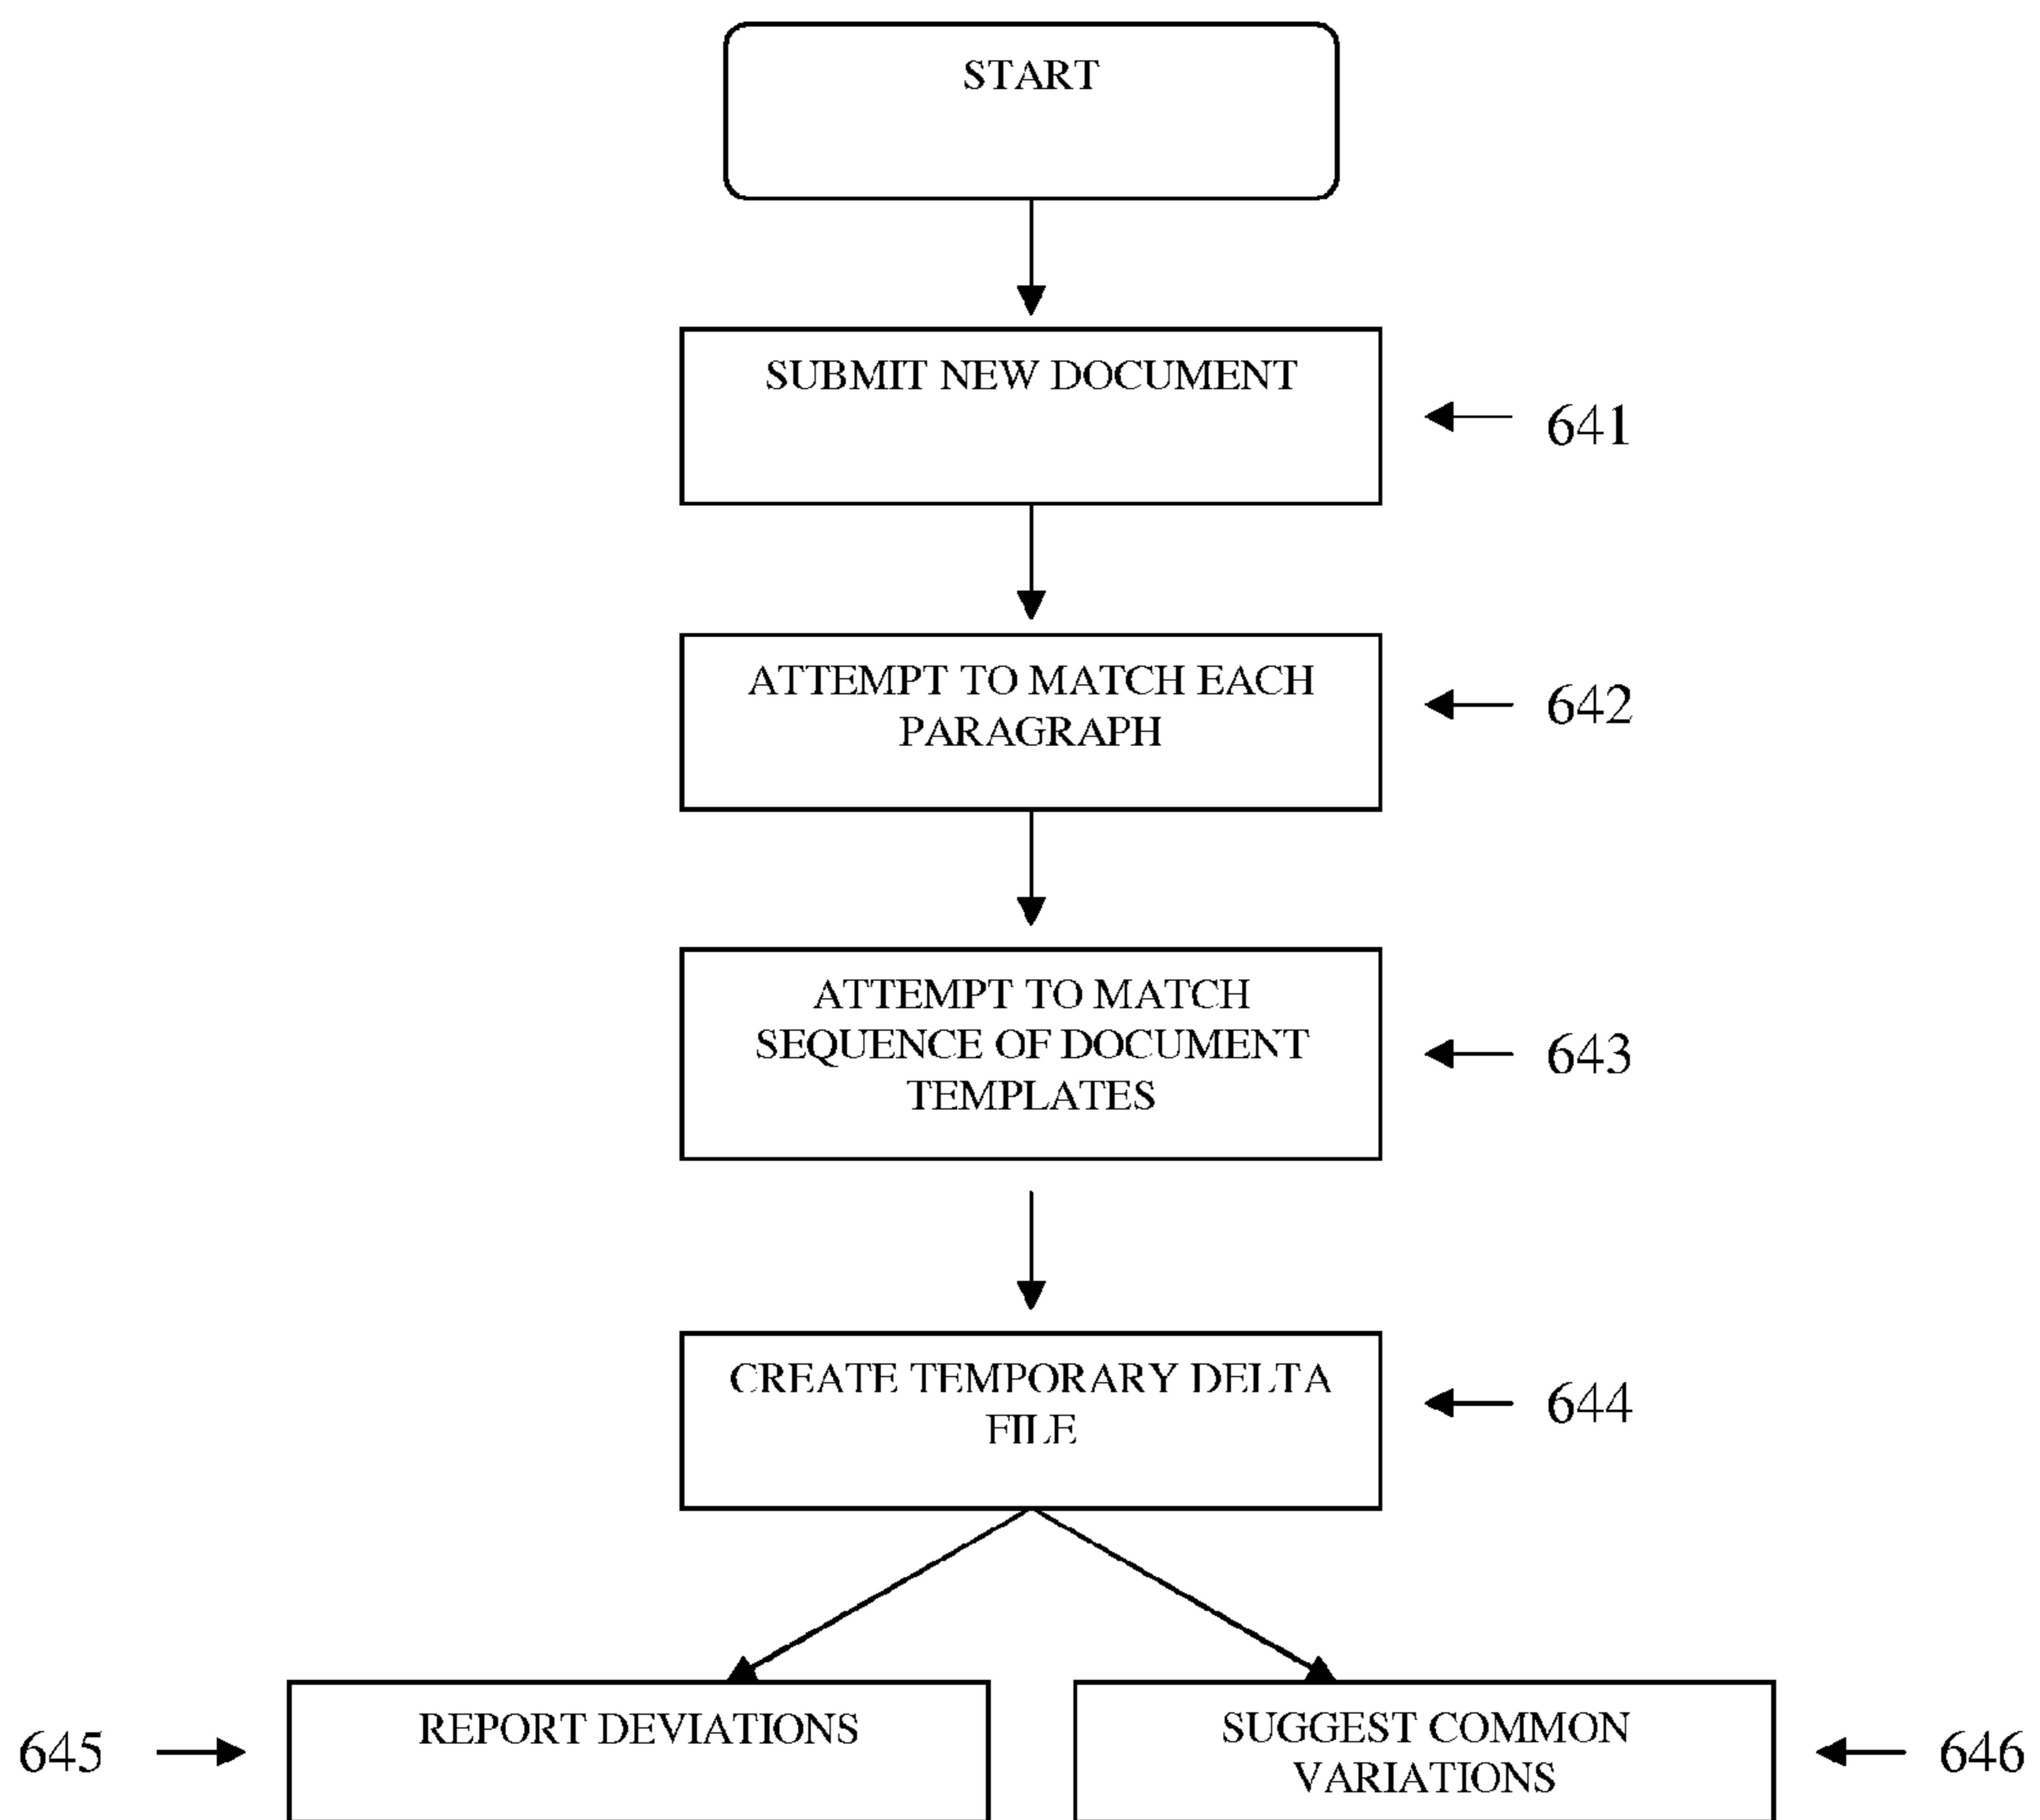 START
SUBMIT NEW DOCUMENT
641
ATTEMPT TO MATCH EACH
PARAGRAPH
642
ATTEMPT TO MATCH
SEQUENCE OF DOCUMENT
TEMPLATES
643
CREATE TEMPORARY DELTA
FILE
644
645
REPORT DEVIATIONS
SUGGEST COMMON
VARIATIONS
646